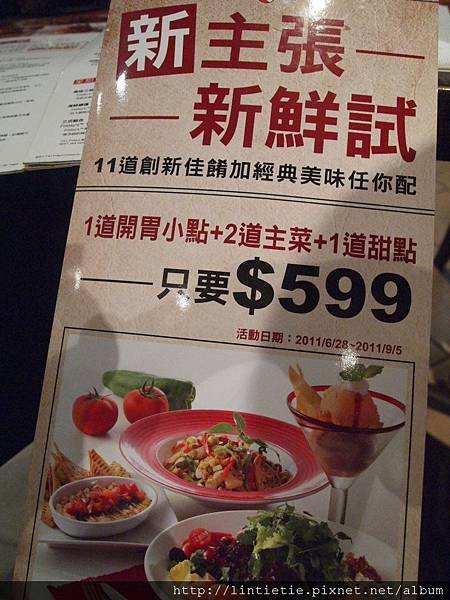 新主張
新鮮試
11道創新佳餚加經典美味任你配
1道開胃小點+2道主菜+1道甜點
只要$599
活動日期：2011/6/28~2011/9/5
http://lintietie.pixnet.net/album